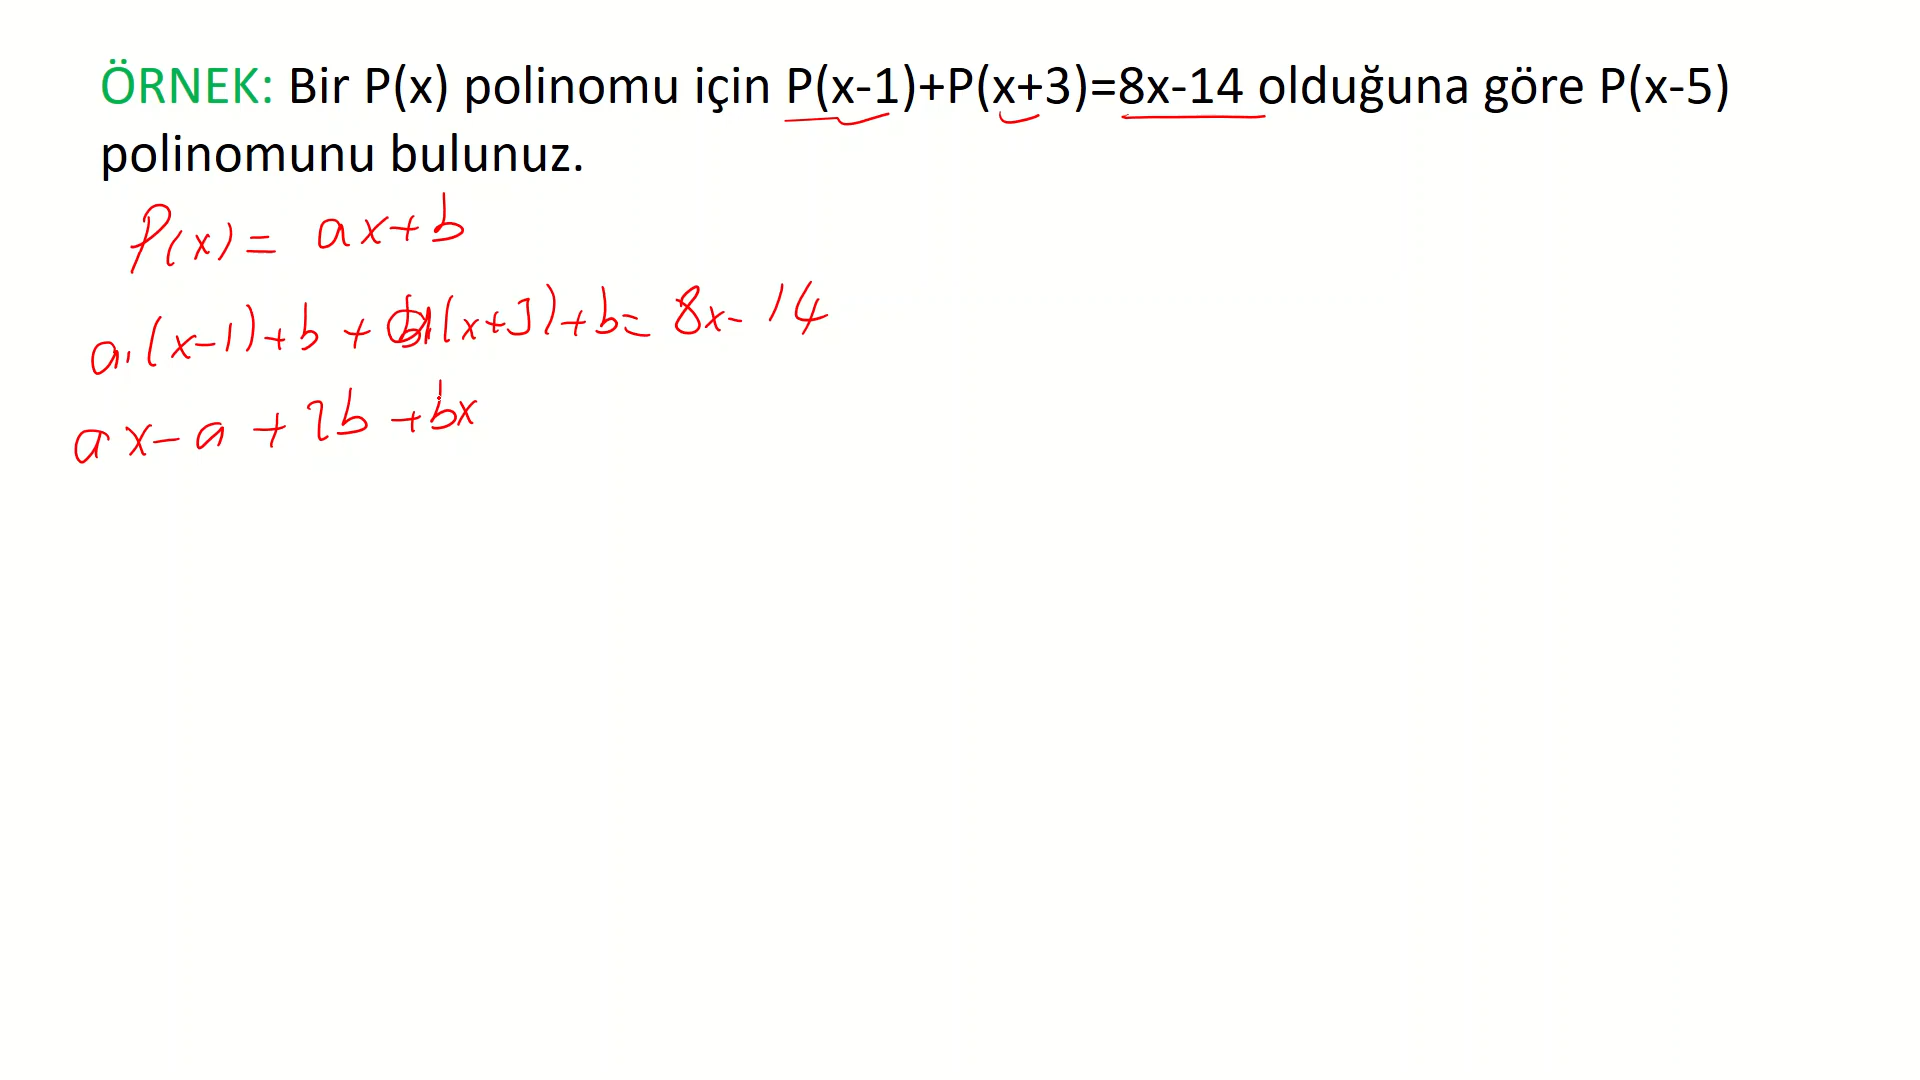 ÖRNEK: Bir P(x) polinomu için P(x-1)+P(x+3)=8x-14 olduğuna göre P(x-5)
polinomunu bulunuz.
P(x) = ax+b
a.(x-1)+b + (x+3)+b= 8x-14
ax-a+2b+bx